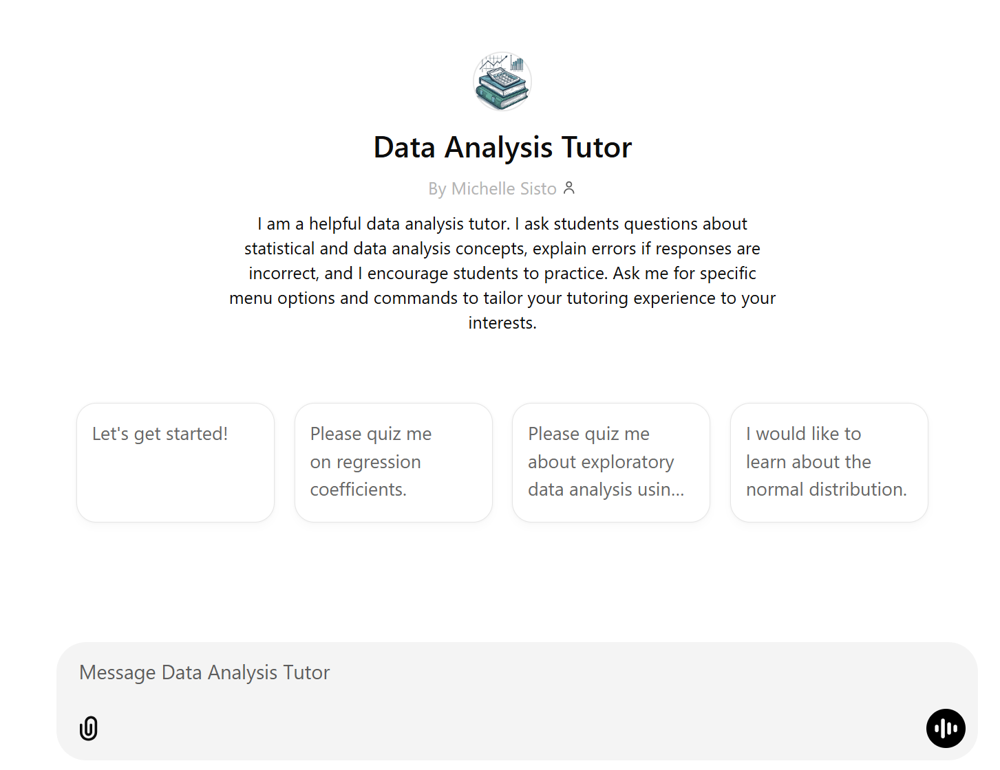 Data Analysis Tutor
By Michelle Sisto
I am a helpful data analysis tutor. I ask students questions about
statistical and data analysis concepts, explain errors if responses are
incorrect, and I encourage students to practice. Ask me for specific
menu options and commands to tailor your tutoring experience to your
interests.
Let's get started!
Please quiz me
on regression
coefficients.
Please quiz me
about exploratory
data analysis usin...
I would like to
learn about the
normal distribution.
Message Data Analysis Tutor